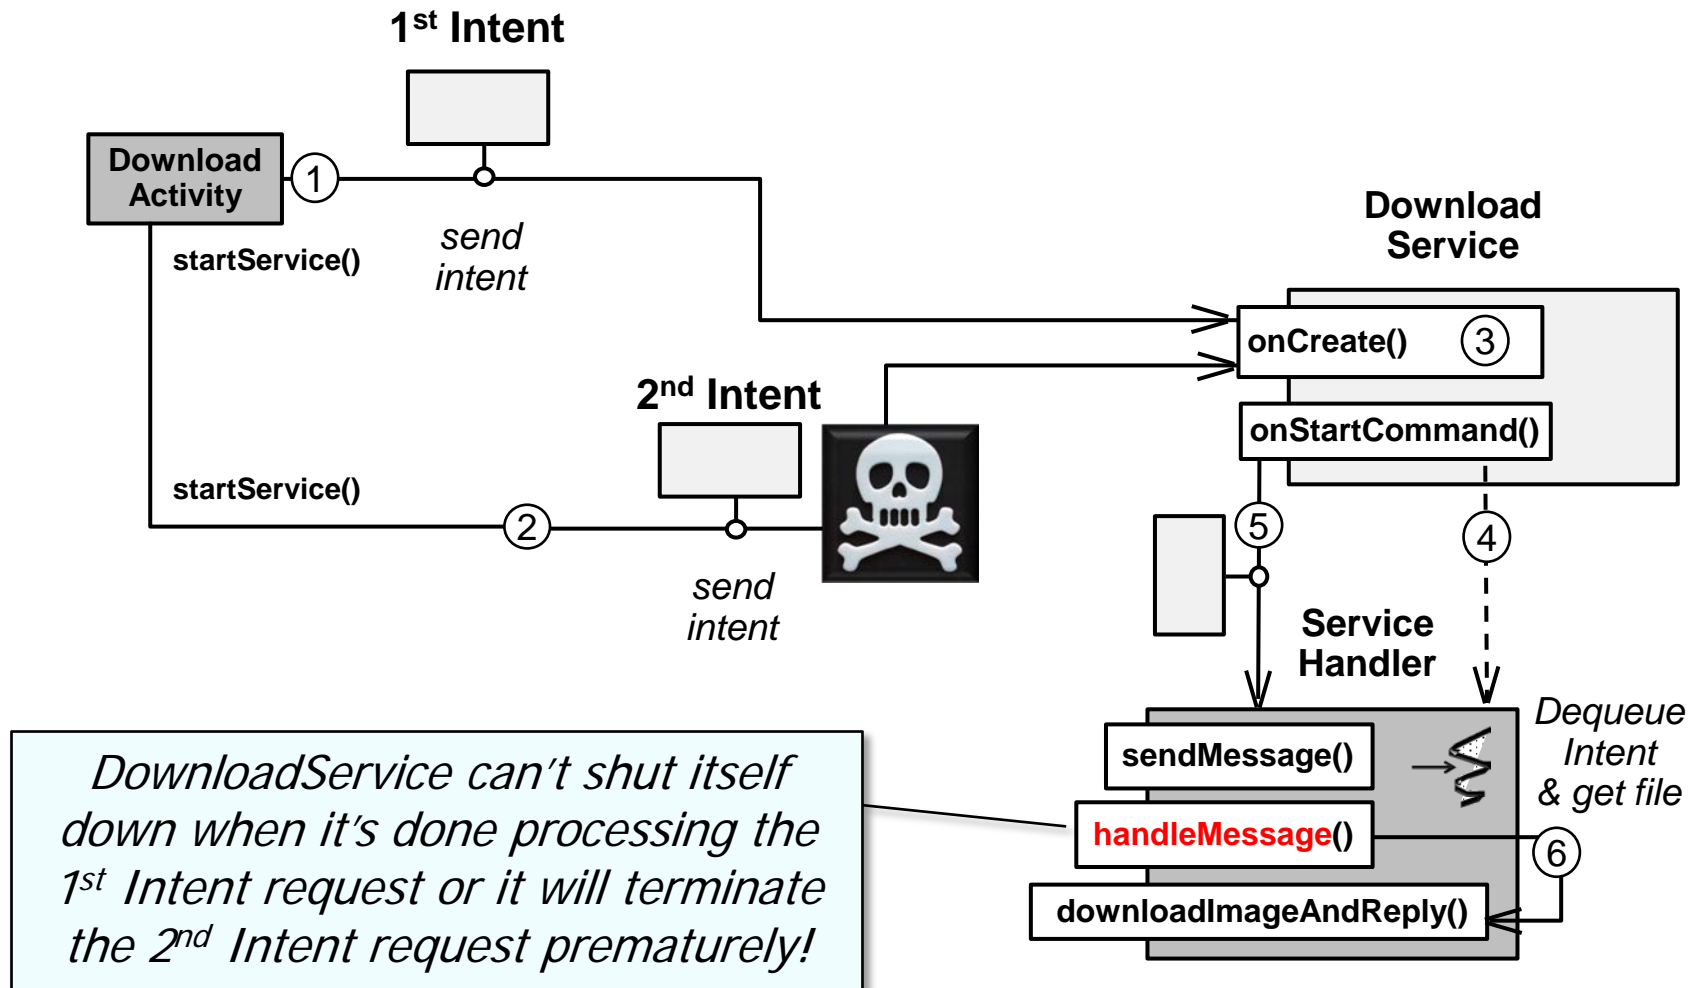 1st Intent
Download
Activity
1
send
intent
startService()
Download
Service
onCreate()
3
2nd Intent
onStartCommand()
startService()
2
5
4
send
intent
Service
Handler
Dequeue
Intent
& get file
sendMessage()
handleMessage()
6
downloadImageAndReply()
DownloadService can't shut itself
down when it's done processing the
1st Intent request or it will terminate
the 2nd Intent request prematurely!